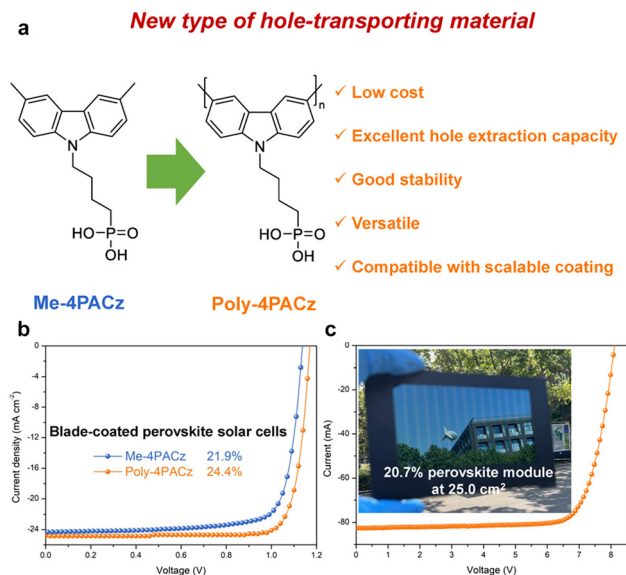 a
New type of hole-transporting material
N
HO-P=O
OH
Me-4PACz
n
N
HO-P=O
OH
Poly-4PACz
✓ Low cost
✓ Excellent hole extraction capacity
✓ Good stability
✓ Versatile
✓ Compatible with scalable coating
b
Current density (mA cm⁻²)
0
-4
-8
-12
-16
-20
-24
Blade-coated perovskite solar cells
Me-4PACz 21.9%
Poly-4PACz 24.4%
0.0 0.2 0.4 0.6 0.8 1.0 1.2
Voltage (V)
c
Current (mA)
0
-20
-40
-60
-80
20.7% perovskite module
at 25.0 cm²
0 2 4 6 8
Voltage (V)